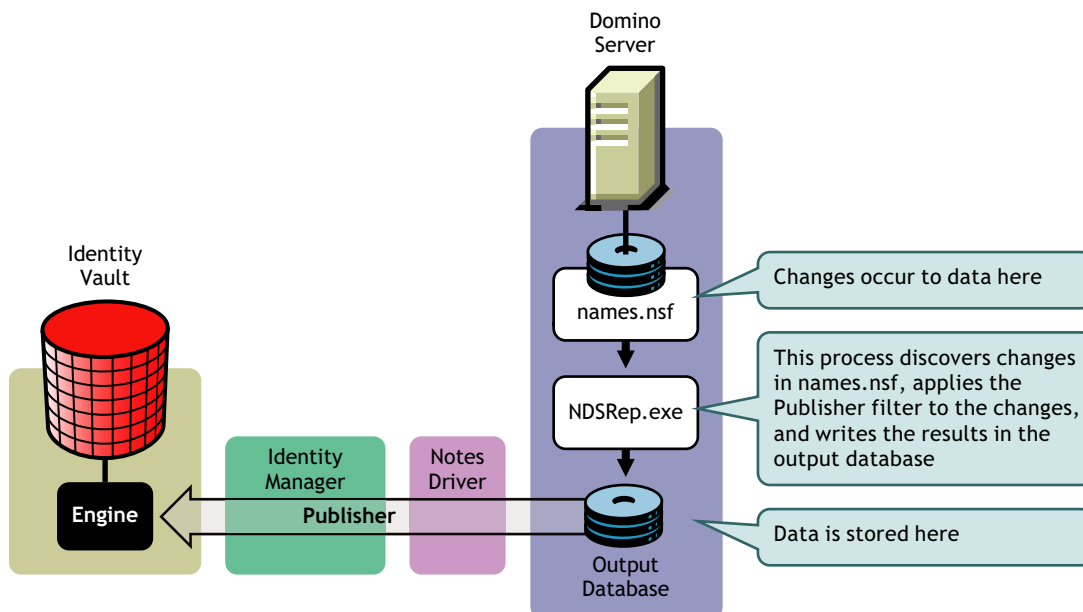 Domino
Server
Identity
Vault
names.nsf
Changes occur to data here
NDSRep.exe
This process discovers changes
in names.nsf, applies the
Publisher filter to the changes,
and writes the results in the
output database
Identity
Manager
Notes
Driver
Engine
Publisher
Output
Database
Data is stored here